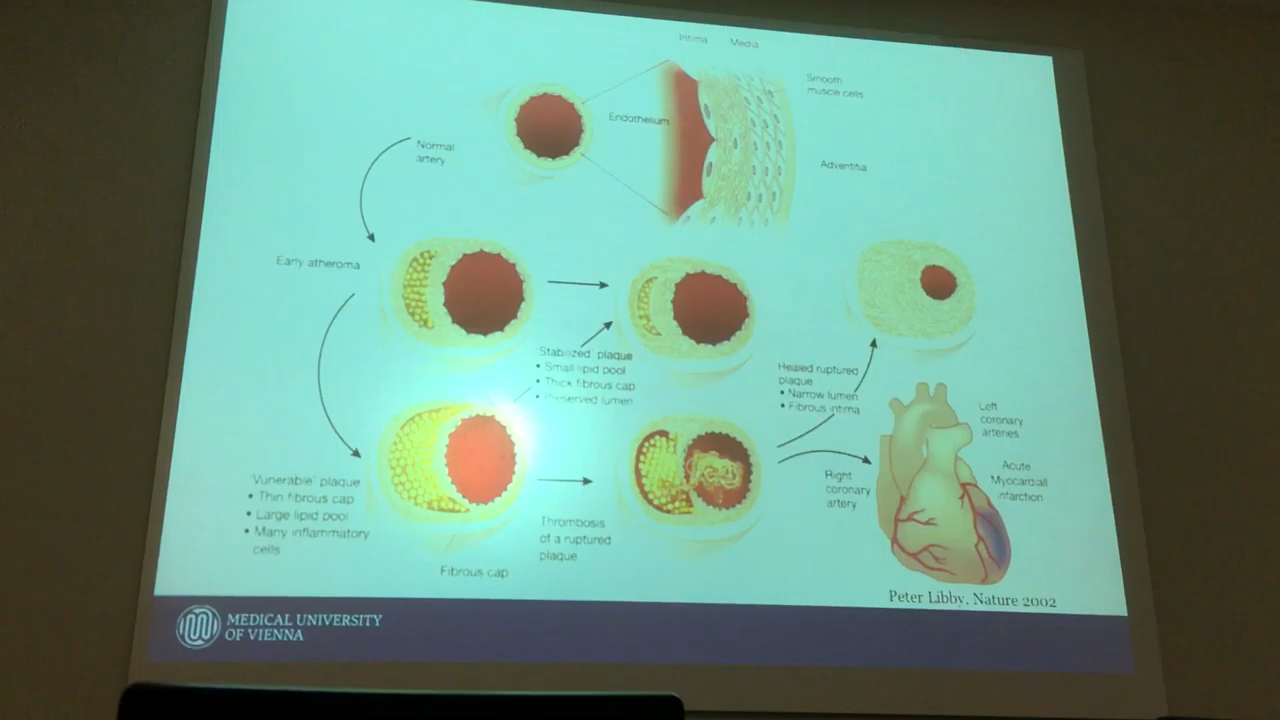 Intima Media
Smooth
muscle cells
Endothelium
Normal
artery
Adventitia
Early atheroma
'Stabilized' plaque
• Small lipid pool
• Thick fibrous cap
• Preserved lumen
Healed ruptured
plaque
• Narrow lumen
• Fibrous intima
Left
coronary
arteries
'Vunerable' plaque
• Thin fibrous cap
• Large lipid pool
• Many inflammatory
cells
Thrombosis
of a ruptured
plaque
Fibrous cap
Right
coronary
artery
Acute
Myocardiall
infarction
Peter Libby, Nature 2002
MEDICAL UNIVERSITY
OF VIENNA